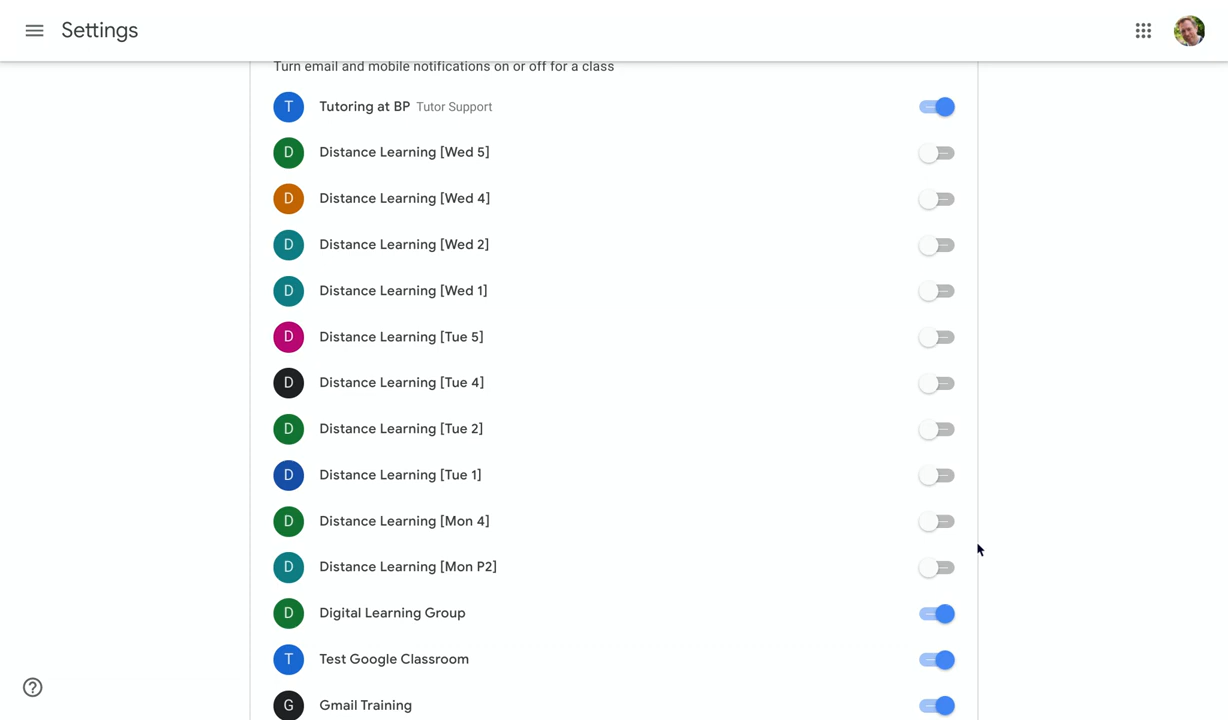 Settings
Turn email and mobile notifications on or off for a class
T Tutoring at BP Tutor Support
D Distance Learning [Wed 5]
D Distance Learning [Wed 4]
D Distance Learning [Wed 2]
D Distance Learning [Wed 1]
D Distance Learning [Tue 5]
D Distance Learning [Tue 4]
D Distance Learning [Tue 2]
D Distance Learning [Tue 1]
D Distance Learning [Mon 4]
D Distance Learning [Mon P2]
D Digital Learning Group
T Test Google Classroom
G Gmail Training